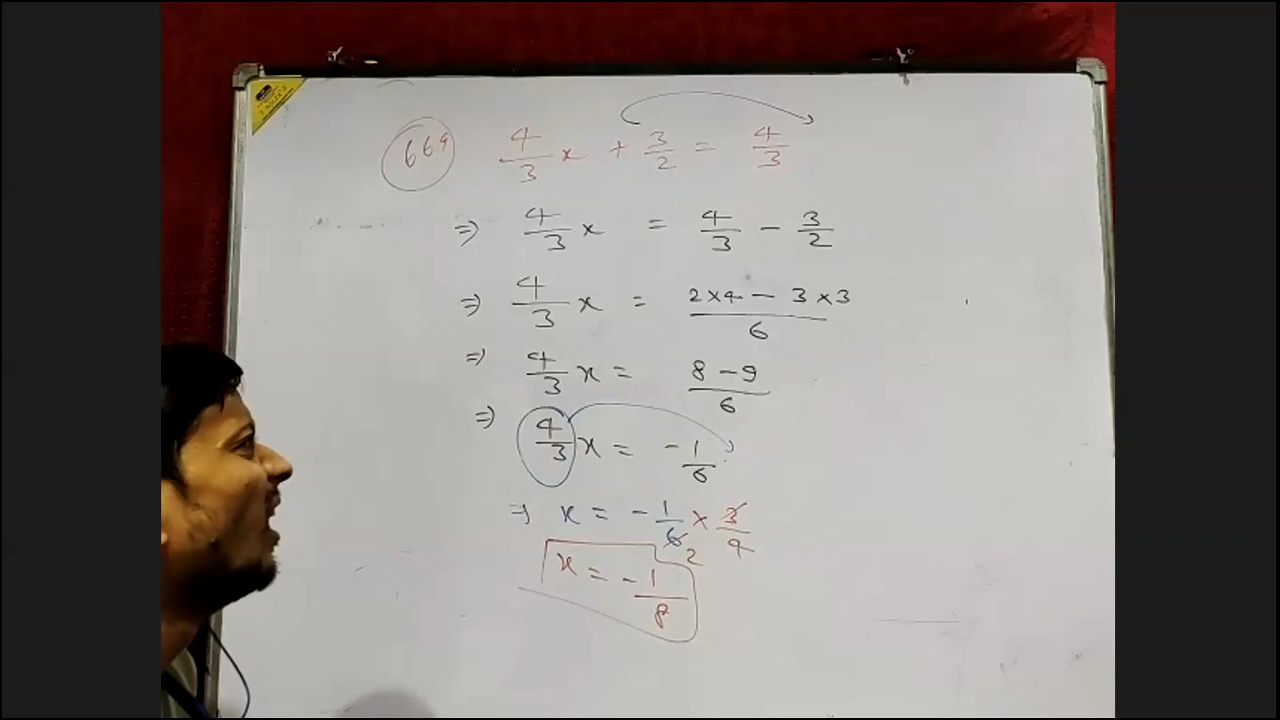 669 4/3 x + 3/2 = 4/3
=> 4/3 x = 4/3 - 3/2
=> 4/3 x = (2×4 - 3×3)/6
=> 4/3 x = (8-9)/6
=> 4/3 x = -1/6
=> x = -1/6 × 3/4
2
x = -1/8